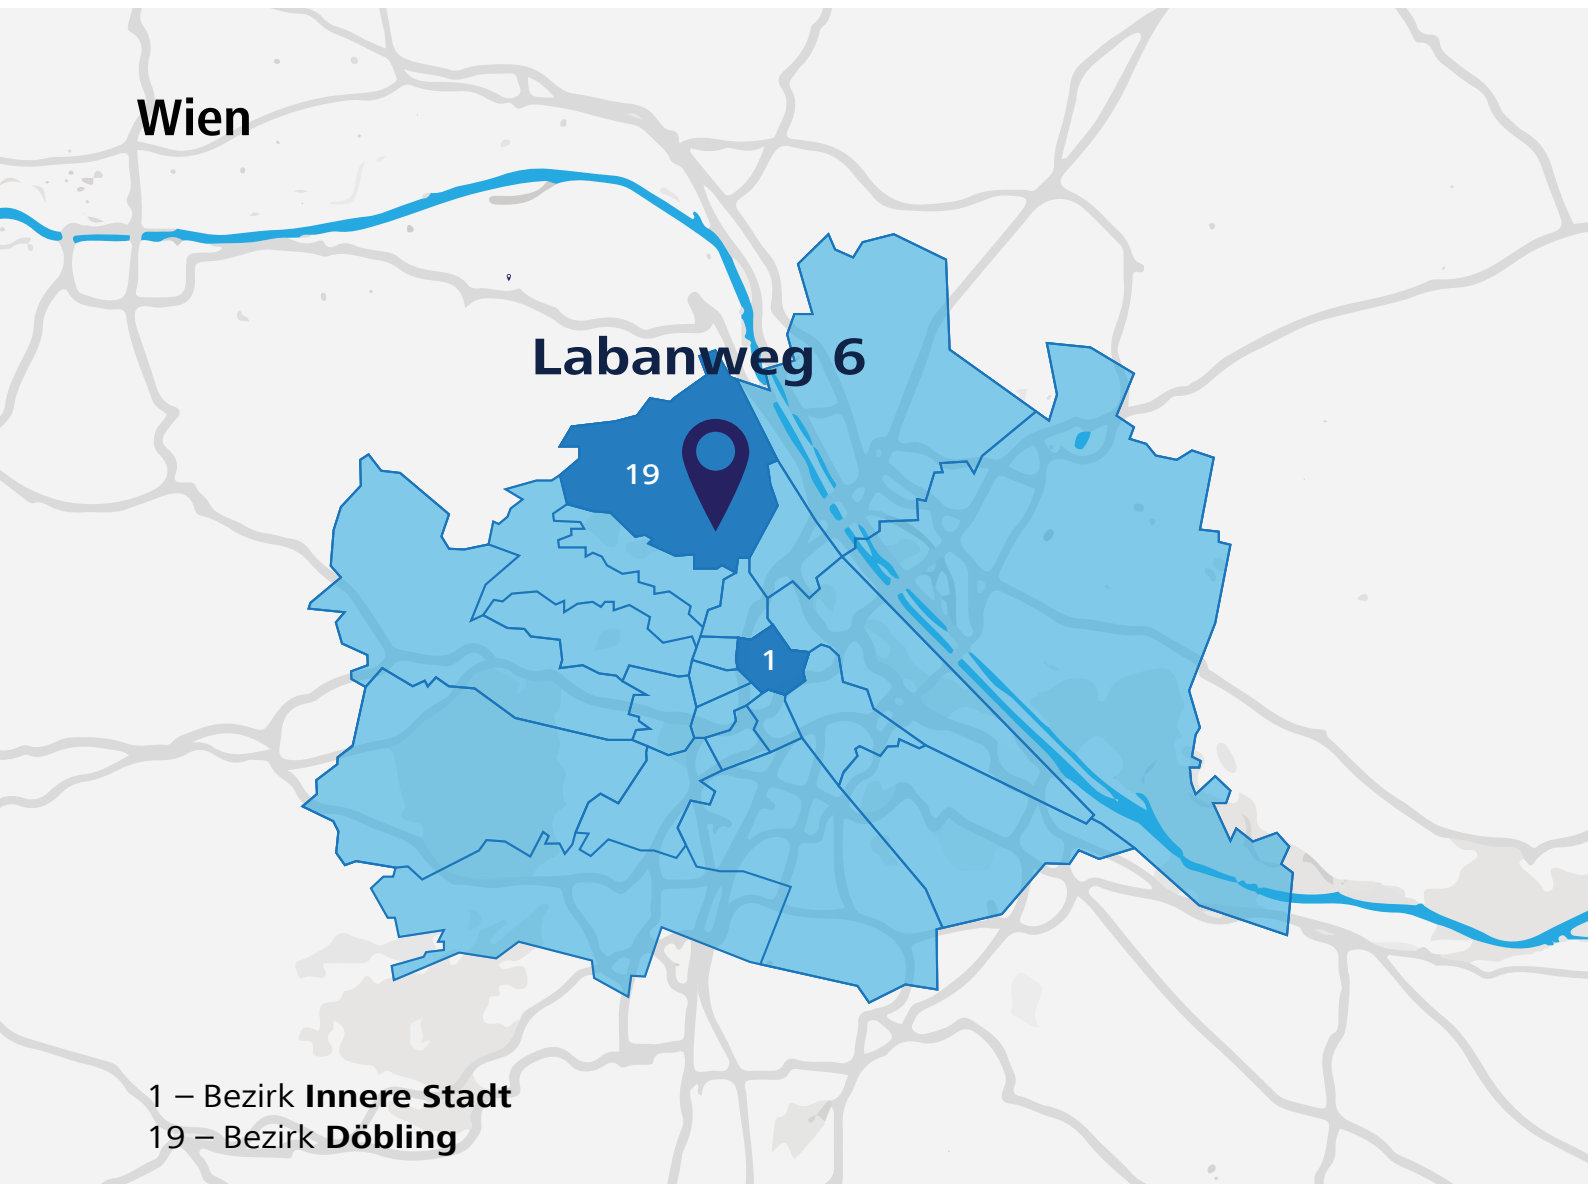 Wien
Labanweg 6
19
1
1 – Bezirk Innere Stadt
19 – Bezirk Döbling